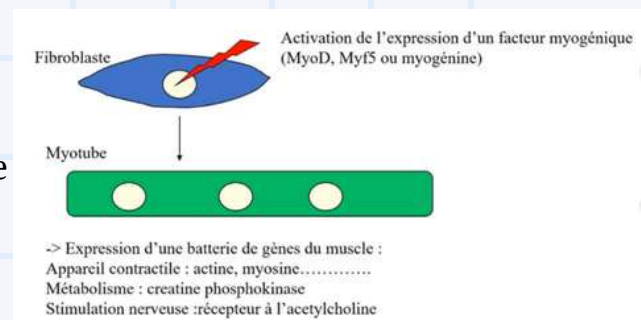 Activation de l'expression d'un facteur myogénique
(MyoD, Myf5 ou myogénine)
Fibroblaste
Myotube
e
-> Expression d'une batterie de gènes du muscle :
Appareil contractile : actine, myosine.............
Métabolisme : creatine phosphokinase
Stimulation nerveuse :récepteur à l'acetylcholine